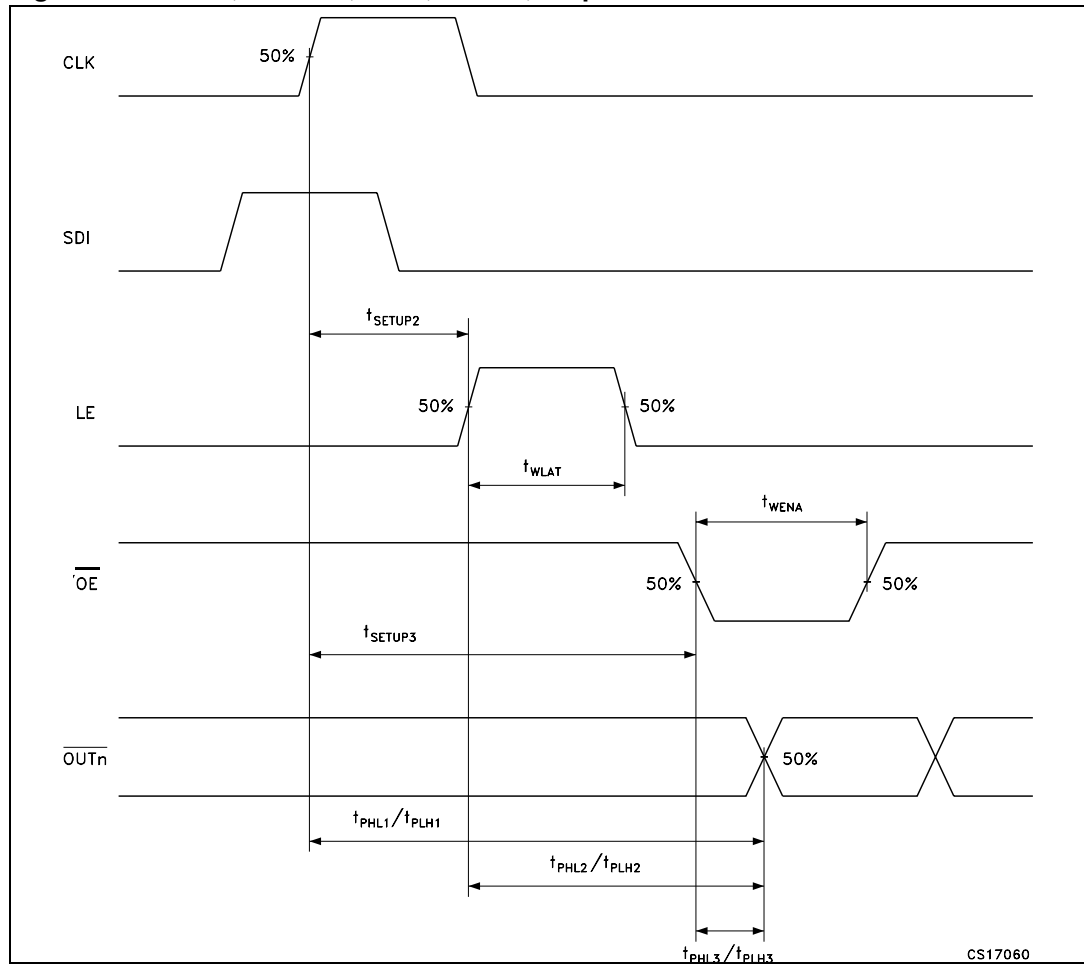 50%
CLK
SDI
tSETUP2
LE
50%
50%
tWLAT
tWENA
OE
50%
50%
tSETUP3
OUTn
50%
tPHL1/tPLH1
tPHL2/tPLH2
tPHL3/tPLH3
CS17060